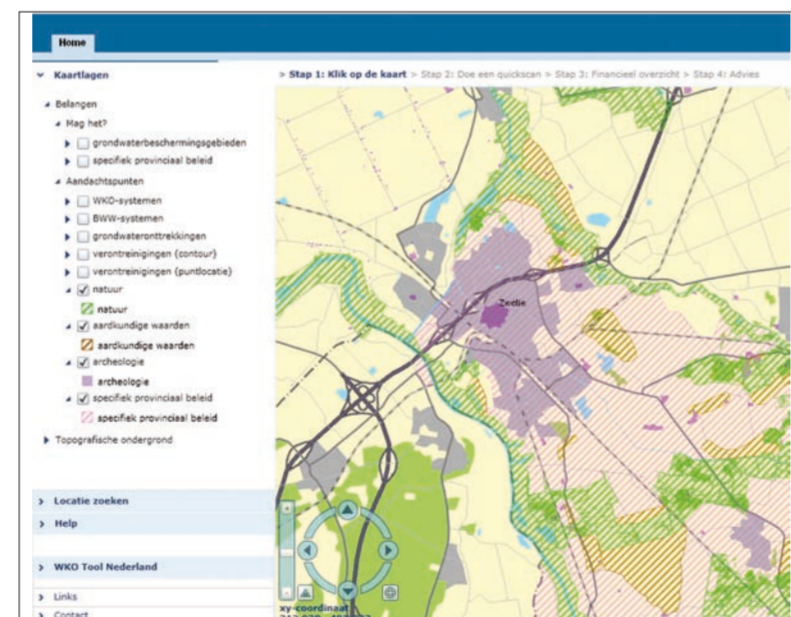 Home
Kaartlagen
> Stap 1: Klik op de kaart > Stap 2: Doe een quickscan > Stap 3: Financieel overzicht > Stap 4: Advies
Belangen
Mag het?
grondwaterbeschermingsgebieden
specifiek provinciaal beleid
Aandachtspunten
WKO-systemen
BWW-systemen
grondwateronttrekkingen
verontreinigingen (contour)
verontreinigingen (puntlocatie)
natuur
natuur
aardkundige waarden
aardkundige waarden
archeologie
archeologie
specifiek provinciaal beleid
specifiek provinciaal beleid
Topografische ondergrond
Zwolle
Locatie zoeken
Help
WKO Tool Nederland
Links
Contact
xy-coordinaat